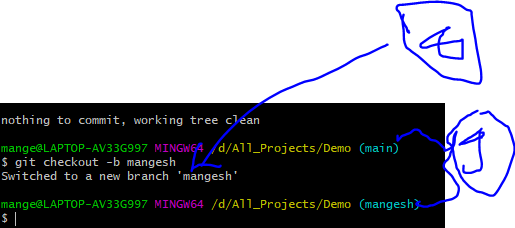 nothing to commit, working tree clean
mange@LAPTOP-AV33G997 MINGW64 /d/All_Projects/Demo (main)
$ git checkout -b mangesh
Switched to a new branch 'mangesh'
mange@LAPTOP-AV33G997 MINGW64 /d/All_Projects/Demo (mangesh)
$